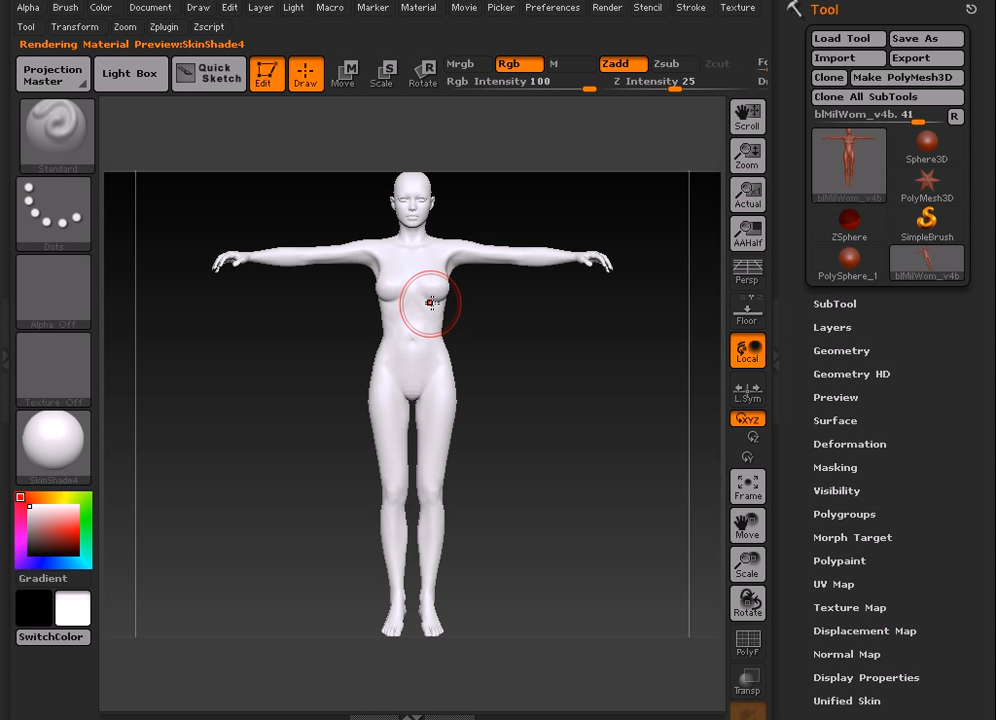 Alpha Brush Color Document Draw Edit Layer Light Macro Marker Material Movie Picker Preferences Render Stencil Stroke Texture
Tool Transform Zoom Zplugin Zscript
Rendering Material Preview:SkinShade4
Projection Master
Light Box
Quick Sketch
Edit
Draw
Move
Scale
Rotate
Mrgb Rgb M
Rgb Intensity 100
Zadd Zsub Zcut
Z Intensity 25
Standard
Dots
Alpha Off
Texture Off
SkinShade4
Gradient
SwitchColor
Scroll
Zoom
Actual
AAHalf
Persp
Floor
Local
L.Sym
XYZ
Frame
Move
Scale
Rotate
PolyF
Transp
Tool
Load Tool Save As
Import Export
Clone Make PolyMesh3D
Clone All SubTools
blMilWom_v4b. 41 R
blMilWom_v4b
Sphere3D
PolyMesh3D
ZSphere
SimpleBrush
PolySphere_1
blMilWom_v4b
SubTool
Layers
Geometry
Geometry HD
Preview
Surface
Deformation
Masking
Visibility
Polygroups
Morph Target
Polypaint
UV Map
Texture Map
Displacement Map
Normal Map
Display Properties
Unified Skin